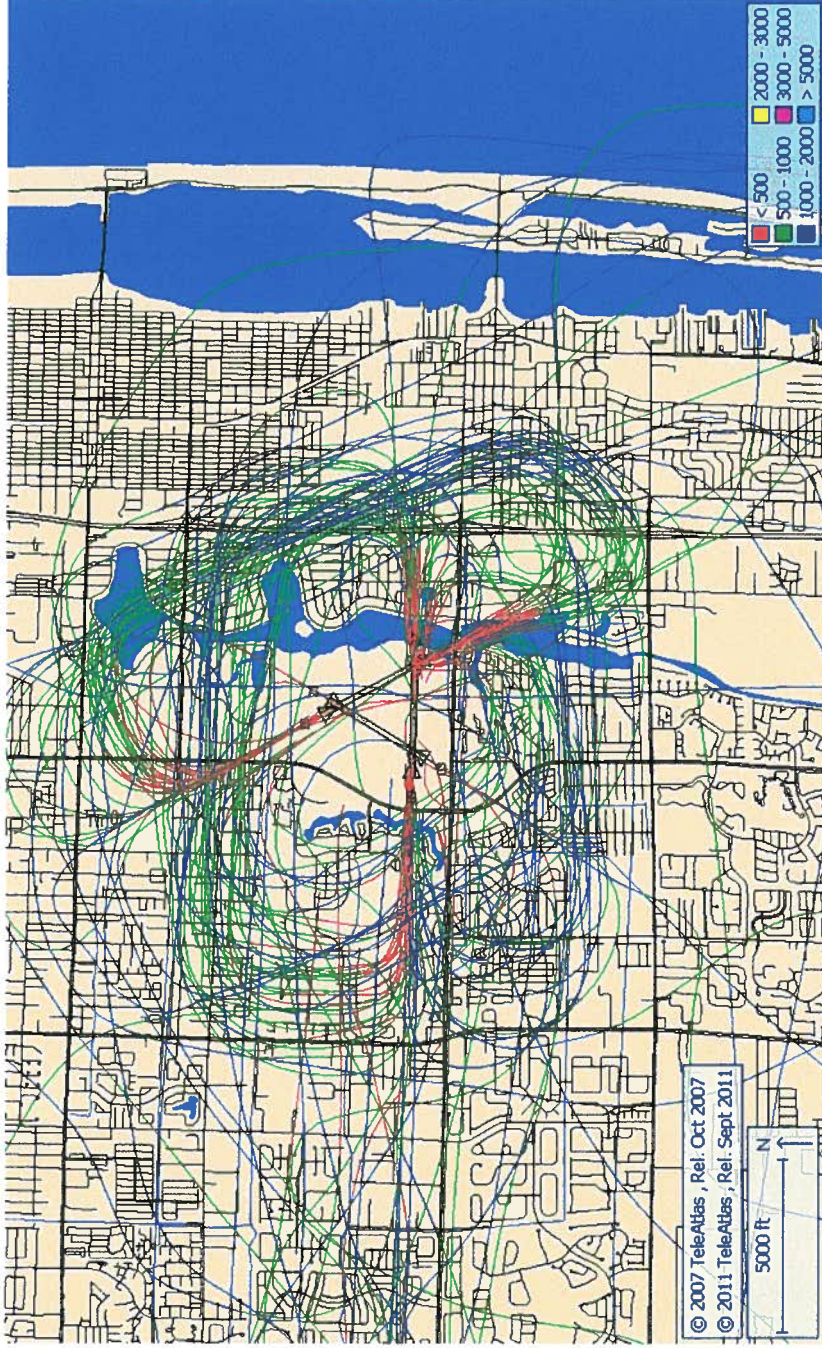 © 2007 TeleAtlas , Rel. Oct 2007
© 2011 TeleAtlas , Rel. Sept 2011
5000 ft
N
< 500
2000 - 3000
500 - 1000
3000 - 5000
1000 - 2000
> 5000